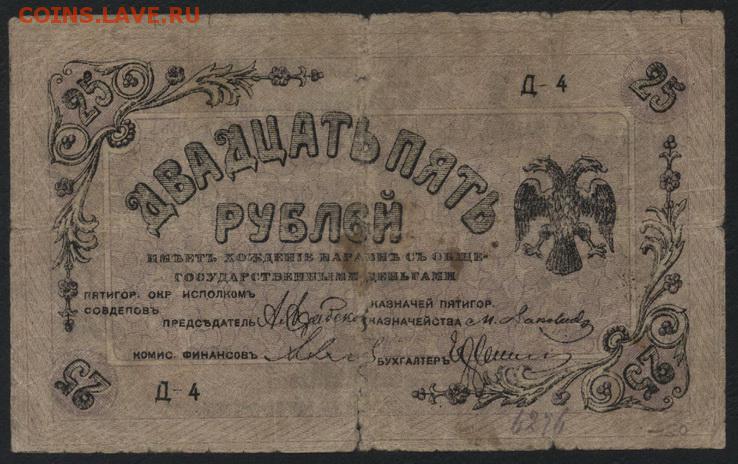 COINS.LAVE.РУ
25
Д-4
25
ДВАДЦАТЬ ПЯТЬ
РУБЛЕЙ
ИМѢЕТЪ ХОЖДЕНІЕ НАРАВНѢ СЪ ОБЩЕ-
ГОСУДАРСТВЕННЫМИ ДЕНЬГАМИ
ПЯТИГОР. ОКР ИСПОЛКОМЪ
СОВДЕПОВЪ
ПРЕДСѢДАТЕЛЬ
КАЗНАЧЕЙ ПЯТИГОР.
КАЗНАЧЕЙСТВА
КОМИС. ФИНАНСОВЪ
БУХГАЛТЕРЪ
25
Д-4
25